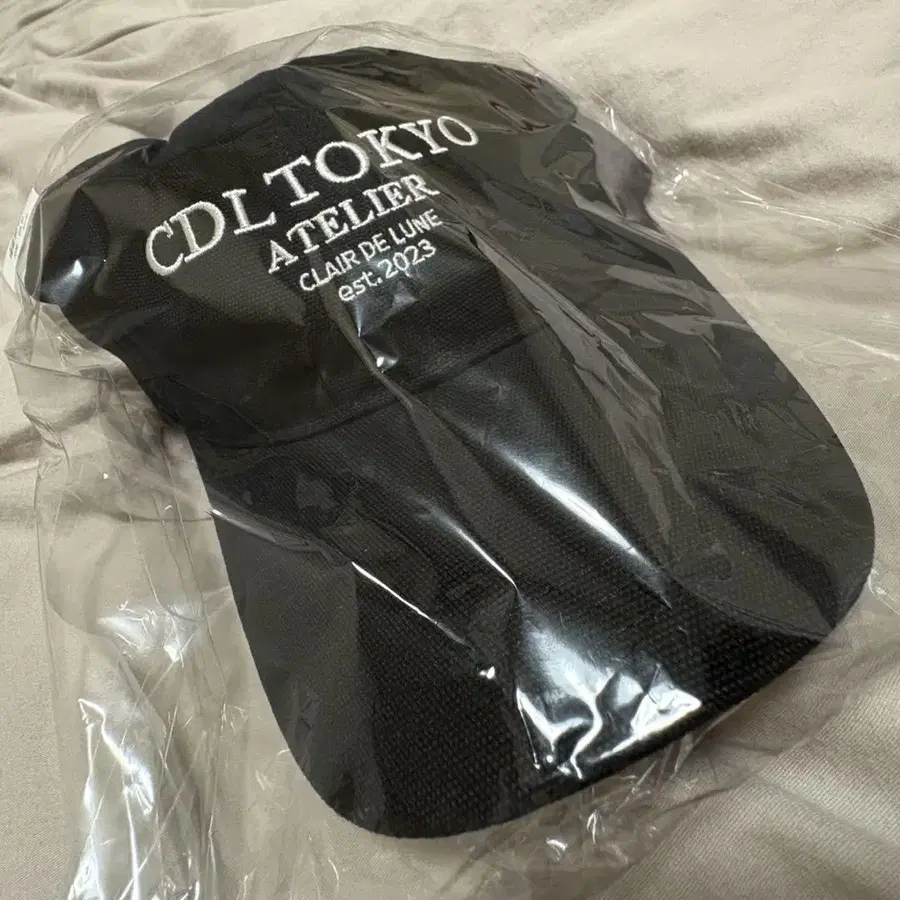 CDL TOKYO
ATELIER
CLAIR DE LUNE
est. 2023